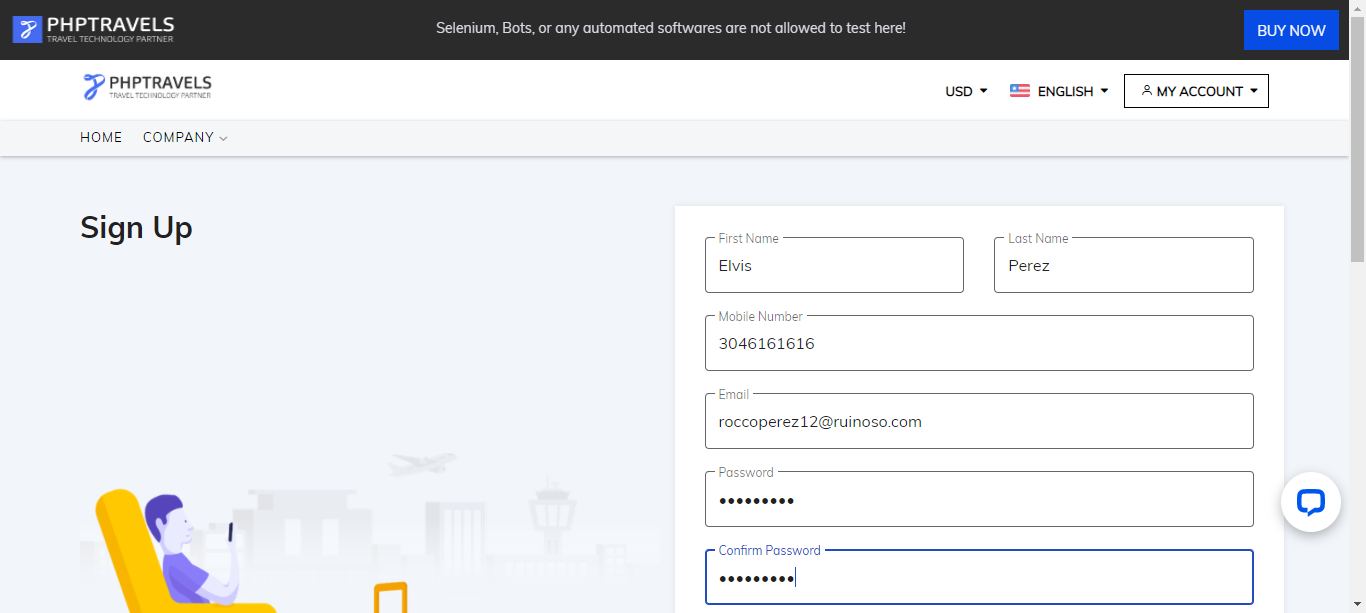 PHPTRAVELS
TRAVEL TECHNOLOGY PARTNER
Selenium, Bots, or any automated softwares are not allowed to test here!
BUY NOW
PHPTRAVELS
TRAVEL TECHNOLOGY PARTNER
USD
ENGLISH
MY ACCOUNT
HOME COMPANY
Sign Up
First Name
Elvis
Last Name
Perez
Mobile Number
3046161616
Email
roccoperez12@ruinoso.com
Password
•••••••••
Confirm Password
•••••••••